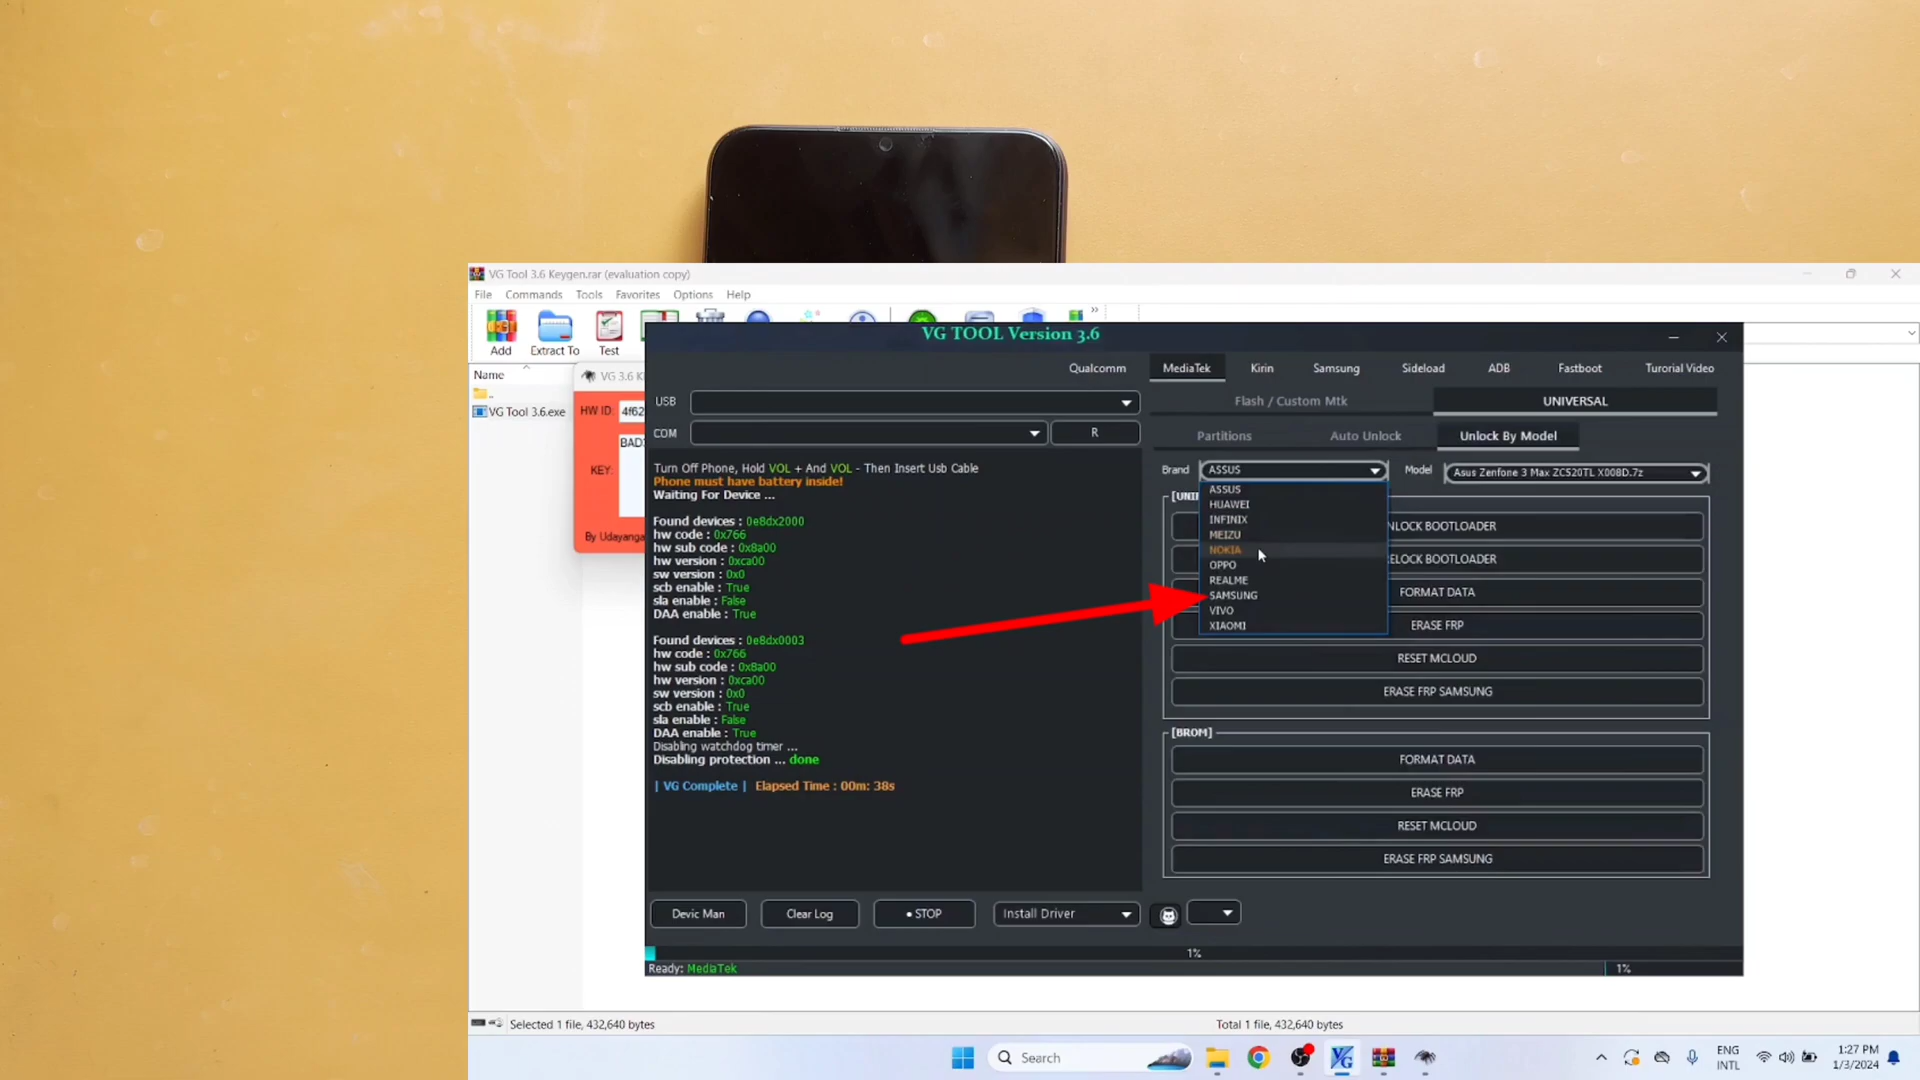 VG Tool 3.6 Keygen.rar (evaluation copy)
File Commands Tools Favorites Options Help
Add Extract To Test
Name
..
VG Tool 3.6.exe
VG 3.6 K
HW ID: 4f62
BAD
KEY:
By Udayanga
VG TOOL Version 3.6
Qualcomm MediaTek Kirin Samsung Sideload ADB Fastboot Turorial Video
USB
COM R
Flash / Custom Mtk UNIVERSAL
Partitions Auto Unlock Unlock By Model
Brand ASSUS Model Asus Zenfone 3 Max ZC520TL X008D.7z
ASSUS
HUAWEI
INFINIX
MEIZU
NOKIA
OPPO
REALME
SAMSUNG
VIVO
XIAOMI
[UNI
NLOCK BOOTLOADER
ELOCK BOOTLOADER
FORMAT DATA
ERASE FRP
RESET MCLOUD
ERASE FRP SAMSUNG
[BROM]
FORMAT DATA
ERASE FRP
RESET MCLOUD
ERASE FRP SAMSUNG
Turn Off Phone, Hold VOL + And VOL - Then Insert Usb Cable
Phone must have battery inside!
Waiting For Device ...
Found devices : 0e8dx2000
hw code : 0x766
hw sub code : 0x8a00
hw version : 0xca00
sw version : 0x0
scb enable : True
sla enable : False
DAA enable : True
Found devices : 0e8dx0003
hw code : 0x766
hw sub code : 0x8a00
hw version : 0xca00
sw version : 0x0
scb enable : True
sla enable : False
DAA enable : True
Disabling watchdog timer ...
Disabling protection ... done
| VG Complete | Elapsed Time : 00m: 38s
Devic Man Clear Log • STOP Install Driver
1%
Ready: MediaTek 1%
Selected 1 file, 432,640 bytes Total 1 file, 432,640 bytes
Search
ENG
INTL
1:27 PM
1/3/2024